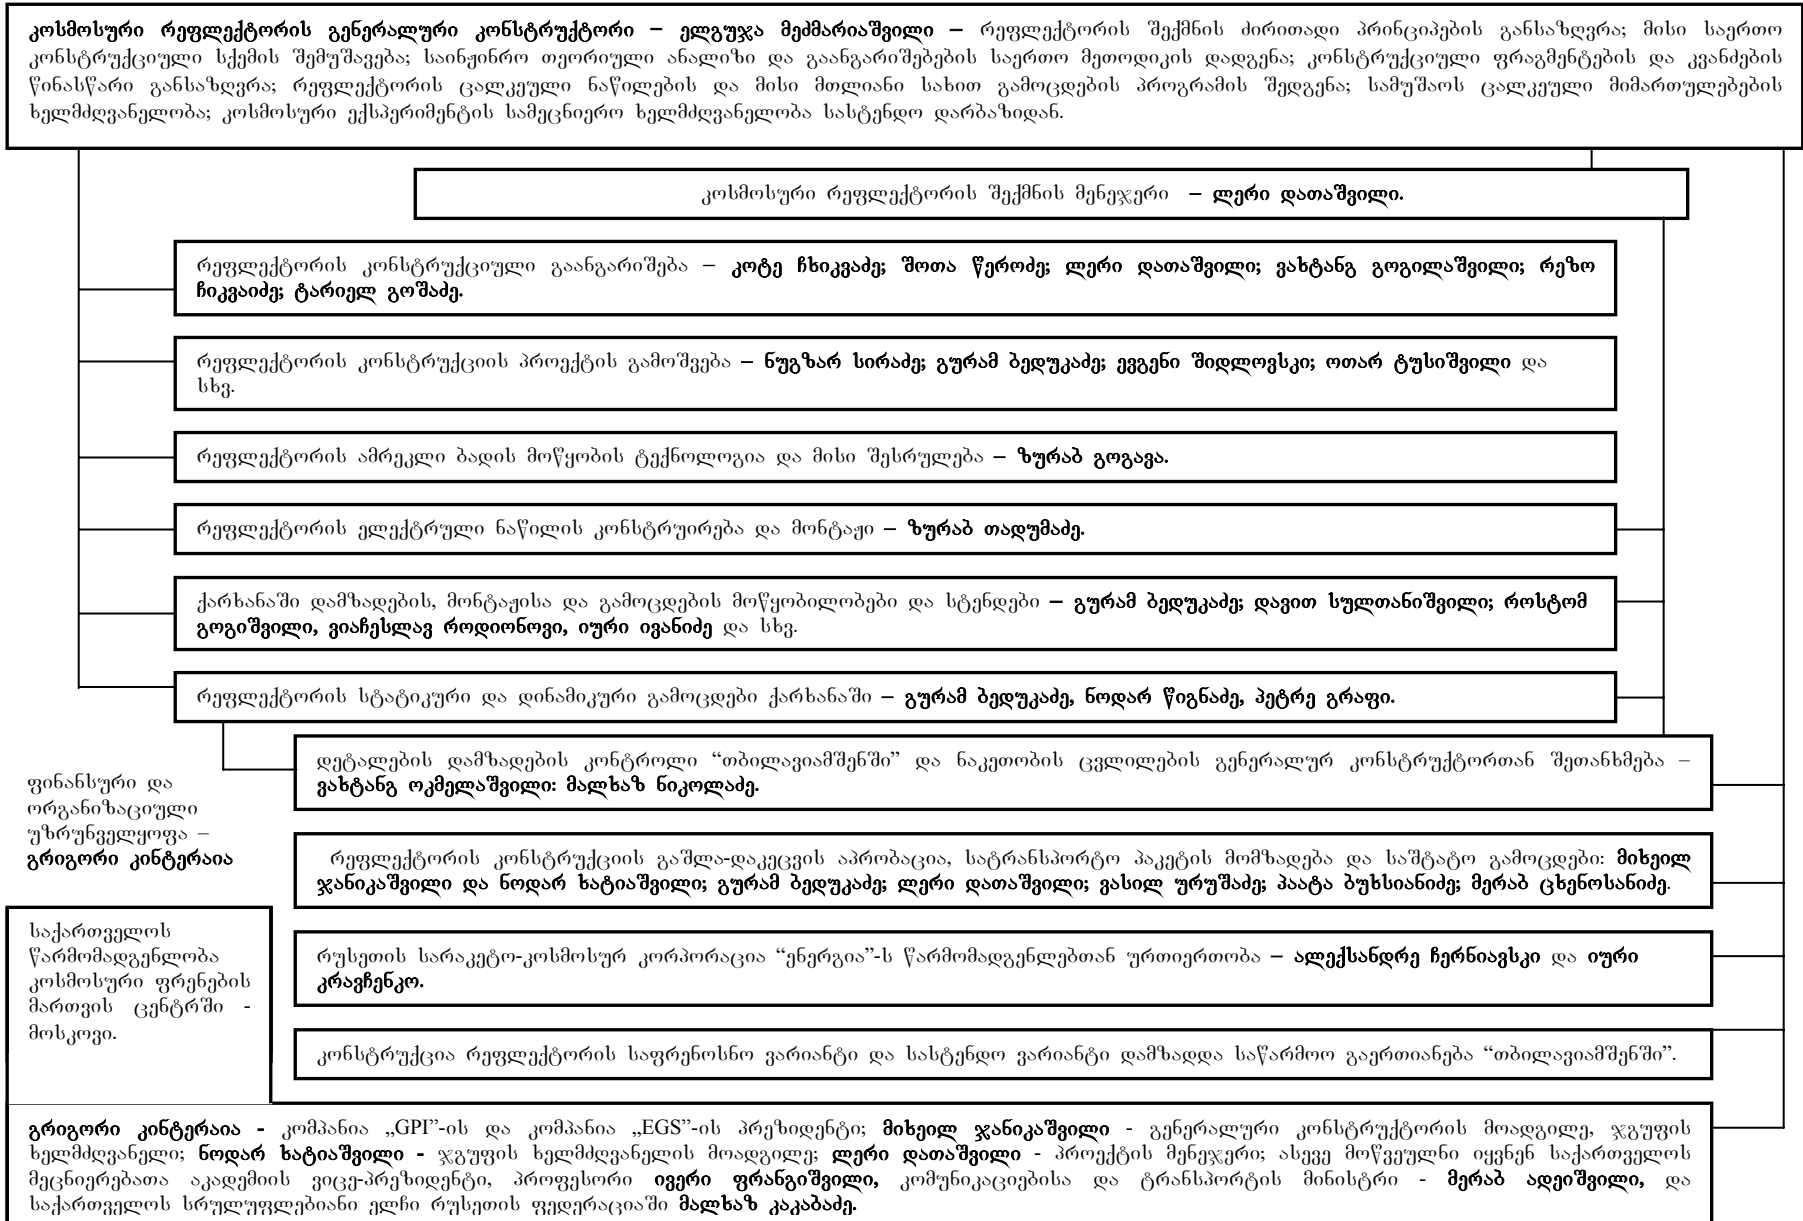 კოსმოსური რეფლექტორის გენერალური კონსტრუქტორი – ელგუჯა მეძმარიაშვილი – რეფლექტორის შექმნის ძირითადი პრინციპების განსაზღვრა; მისი საერთო
კონსტრუქციული სქემის შემუშავება; საინჟინრო თეორიული ანალიზი და გაანგარიშებების საერთო მეთოდიკის დადგენა; კონსტრუქციული ფრაგმენტების და კვანძების
წინასწარი განსაზღვრა; რეფლექტორის ცალკეული ნაწილების და მისი მთლიანი სახით გამოცდების პროგრამის შედგენა; სამუშაოს ცალკეული მიმართულებების
ხელმძღვანელობა; კოსმოსური ექსპერიმენტის სამეცნიერო ხელმძღვანელობა სასტენდო დარბაზიდან.
კოსმოსური რეფლექტორის შექმნის მენეჯერი – ლერი დათაშვილი.
რეფლექტორის კონსტრუქციული გაანგარიშება – კოტე ჩხიკვაძე; შოთა წეროძე; ლერი დათაშვილი; ვახტანგ გოგილაშვილი; რეზო
ჩიკვაიძე; ტარიელ გოშაძე.
რეფლექტორის კონსტრუქციის პროექტის გამოშვება – ნუგზარ სირაძე; გურამ ბედუკაძე; ევგენი შიდლოვსკი; ოთარ ტუსიშვილი და
სხვ.
რეფლექტორის ამრეკლი ბადის მოწყობის ტექნოლოგია და მისი შესრულება – ზურაბ გოგავა.
რეფლექტორის ელექტრული ნაწილის კონსტრუირება და მონტაჟი – ზურაბ თადუმაძე.
ქარხანაში დამზადების, მონტაჟისა და გამოცდების მოწყობილობები და სტენდები – გურამ ბედუკაძე; დავით სულთანიშვილი; როსტომ
გოგიშვილი, ვიაჩესლავ როდიონოვი, იური ივანიძე და სხვ.
რეფლექტორის სტატიკური და დინამიკური გამოცდები ქარხანაში – გურამ ბედუკაძე, ნოდარ წიგნაძე, პეტრე გრაფი.
დეტალების დამზადების კონტროლი “თბილავიამშენში” და ნაკეთობის ცვლილების გენერალურ კონსტრუქტორთან შეთანხმება –
ვახტანგ ოკმელაშვილი: მალხაზ ნიკოლაძე.
ფინანსური და
ორგანიზაციული
უზრუნველყოფა –
გრიგორი კინტერაია
რეფლექტორის კონსტრუქციის გაშლა-დაკეცვის აპრობაცია, სატრანსპორტო პაკეტის მომზადება და საშტატო გამოცდები: მიხეილ
ჯანიკაშვილი და ნოდარ ხატიაშვილი; გურამ ბედუკაძე; ლერი დათაშვილი; ვასილ ურუშაძე; პაატა ბუხსიანიძე; მერაბ ცხენოსანიძე.
საქართველოს
წარმომადგენლობა
კოსმოსური ფრენების
მართვის ცენტრში -
მოსკოვი.
რუსეთის სარაკეტო-კოსმოსურ კორპორაცია “ენერგია”-ს წარმომადგენლებთან ურთიერთობა – ალექსანდრე ჩერნიავსკი და იური
კრავჩენკო.
კონსტრუქცია რეფლექტორის საფრენოსნო ვარიანტი და სასტენდო ვარიანტი დამზადდა საწარმოო გაერთიანება “თბილავიამშენში”.
გრიგორი კინტერაია - კომპანია „GPI”-ის და კომპანია „EGS”-ის პრეზიდენტი; მიხეილ ჯანიკაშვილი - გენერალური კონსტრუქტორის მოადგილე, ჯგუფის
ხელმძღვანელი; ნოდარ ხატიაშვილი - ჯგუფის ხელმძღვანელის მოადგილე; ლერი დათაშვილი - პროექტის მენეჯერი; ასევე მოწვეულნი იყვნენ საქართველოს
მეცნიერებათა აკადემიის ვიცე-პრეზიდენტი, პროფესორი ივერი ფრანგიშვილი, კომუნიკაციებისა და ტრანსპორტის მინისტრი - მერაბ ადეიშვილი, და
საქართველოს სრულუფლებიანი ელჩი რუსეთის ფედერაციაში მალხაზ კაკაბაძე.